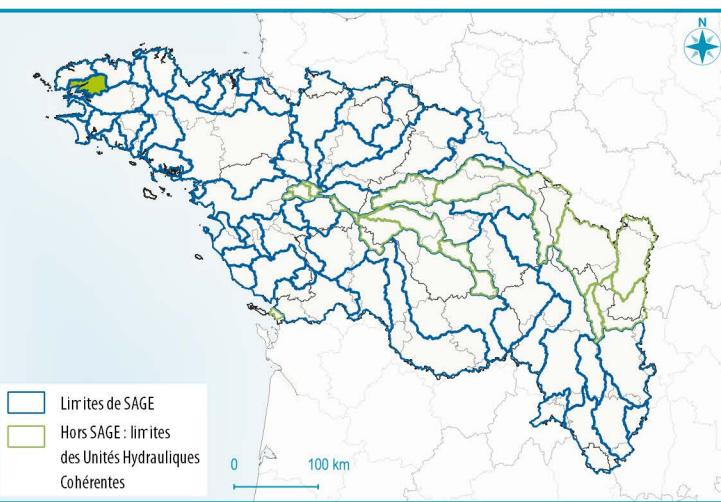 N
Limites de SAGE
Hors SAGE : limites
des Unités Hydrauliques
Cohérentes
0 100 km